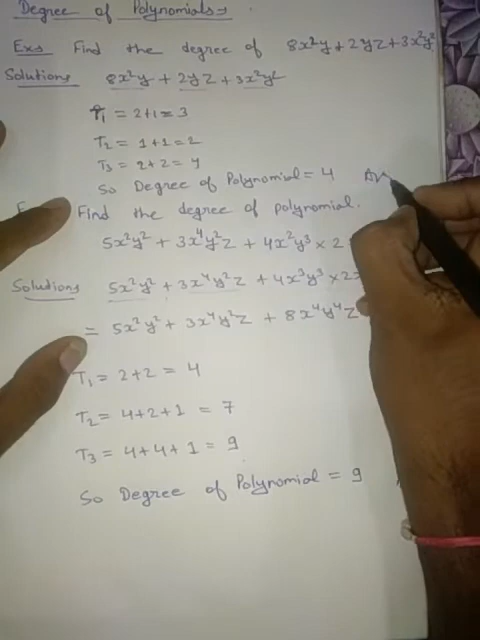 Degree of Polynomials:→
Ex: Find the degree of 8x²y + 2yz + 3x²y²
Solution: 8x²y + 2yz + 3x²y²
T₁ = 2+1 = 3
T₂ = 1+1 = 2
T₃ = 2+2 = 4
So Degree of Polynomial = 4
Find the degree of polynomial.
5x²y² + 3x⁴y²z + 4x²y³ × 2
Solution: 5x²y² + 3x⁴y²z + 4x³y³ × 2
= 5x²y² + 3x⁴y²z + 8x⁴y⁴z
T₁ = 2+2 = 4
T₂ = 4+2+1 = 7
T₃ = 4+4+1 = 9
So Degree of Polynomial = 9